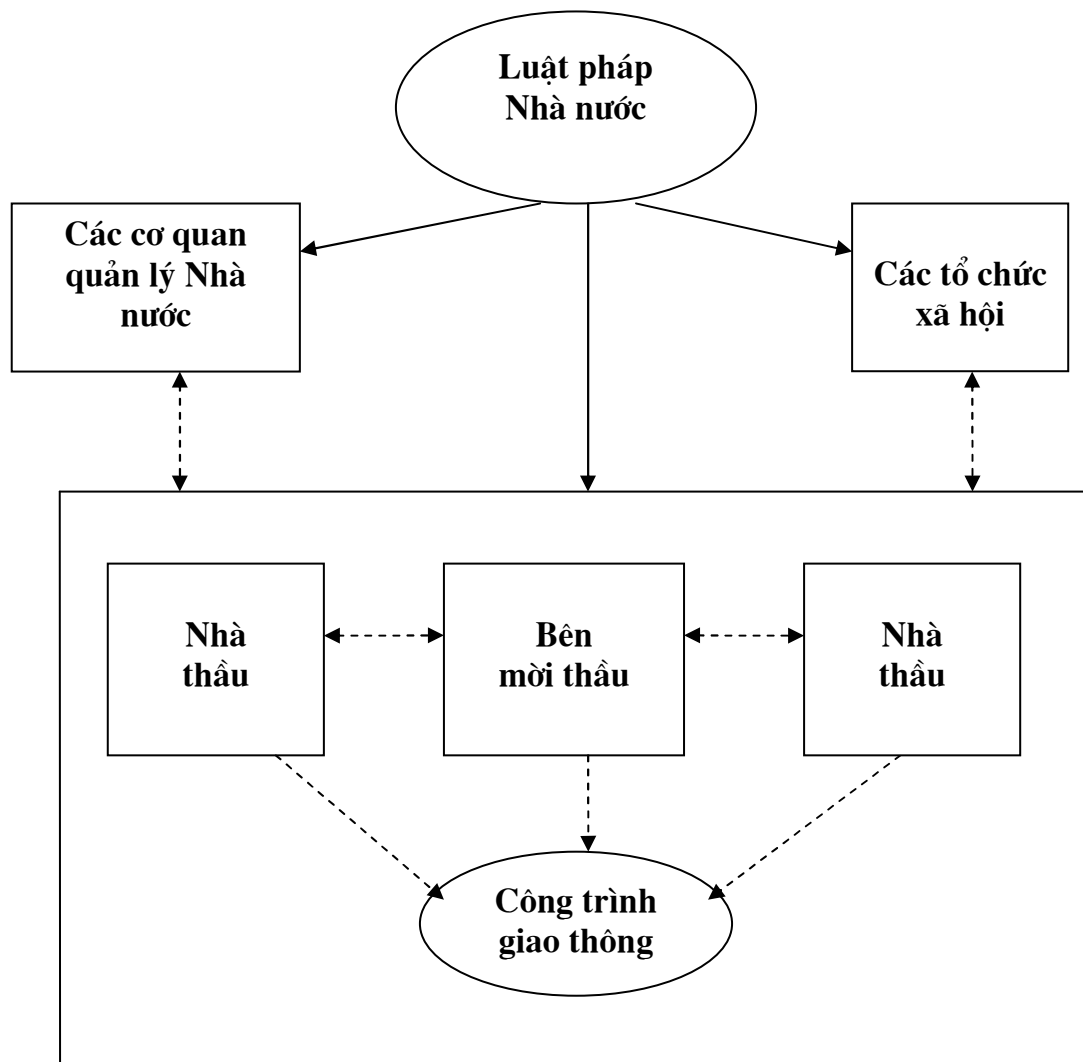 Luật pháp
Nhà nước
Các cơ quan
quản lý Nhà
nước
Các tổ chức
xã hội
Nhà
thầu
Bên
mời thầu
Nhà
thầu
Công trình
giao thông